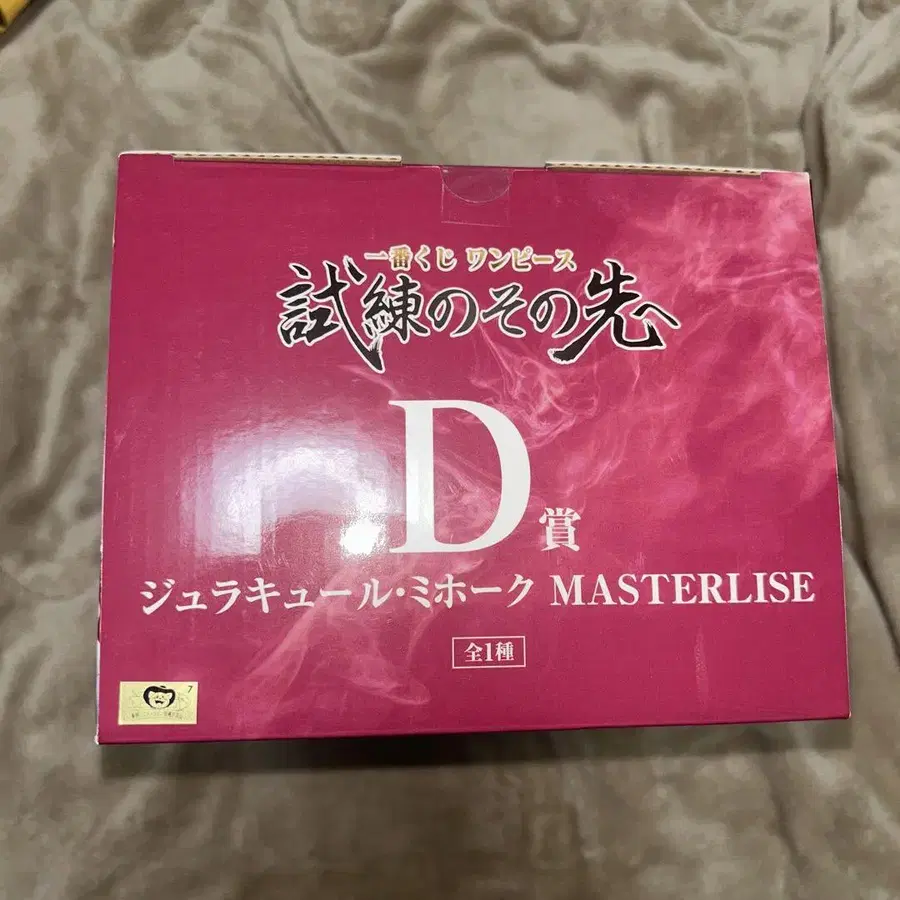 一番くじ ワンピース
試練のその先へ
D賞
ジュラキュール・ミホーク MASTERLISE
全1種
7